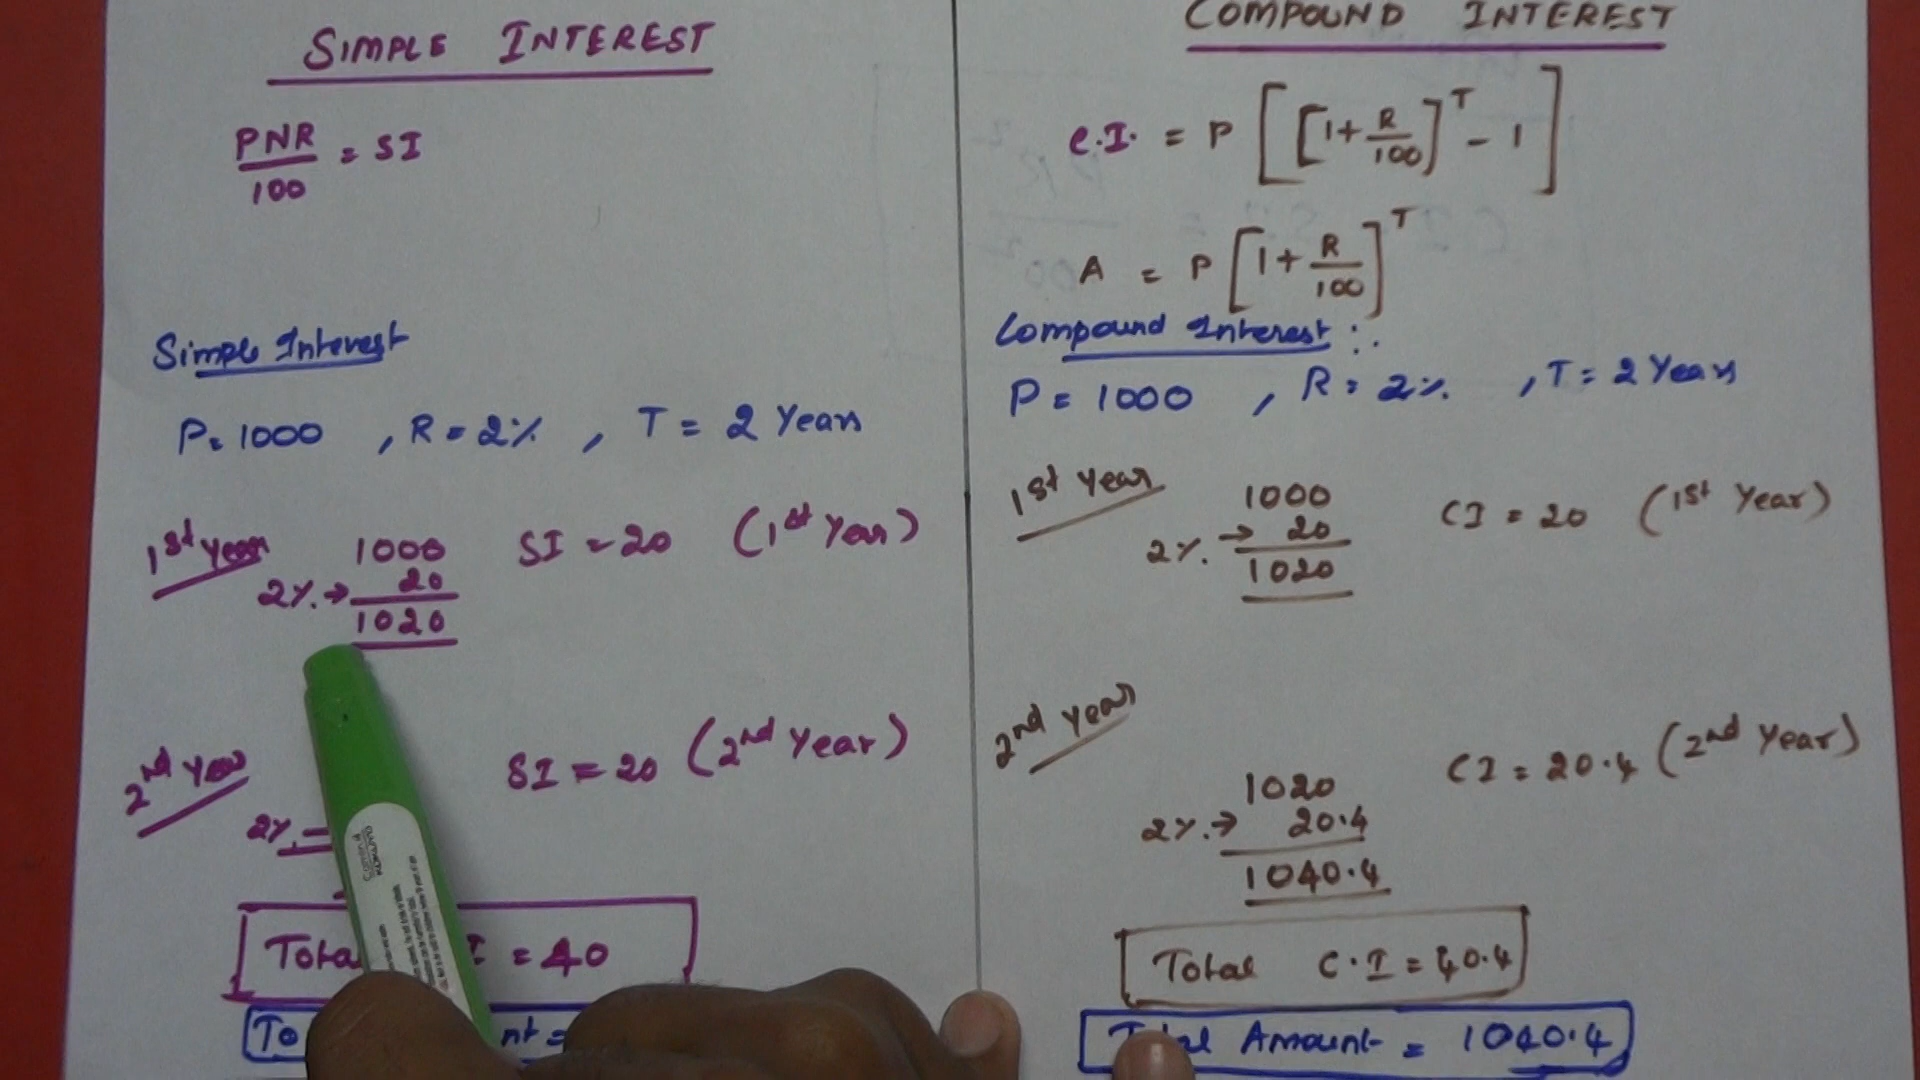 SIMPLE INTEREST
PNR
100
= SI
Simple Interest
P = 1000 , R = 2% , T = 2 Years
1st year
1000
2% → 20
1020
SI = 20 (1st Year)
2nd year
2% =
SI = 20 (2nd Year)
= 40
COMPOUND INTEREST
C.I. = P [ [1 + R/100]^T - 1 ]
A = P [1 + R/100]^T
Compound Interest :.
P = 1000 , R = 2% , T = 2 Years
1st year
1000
2% → 20
1020
CI = 20 (1st Year)
2nd year
1020
2% → 20.4
1040.4
CI = 20.4 (2nd Year)
Total C.I = 40.4
Total Amount = 1040.4
Camlin